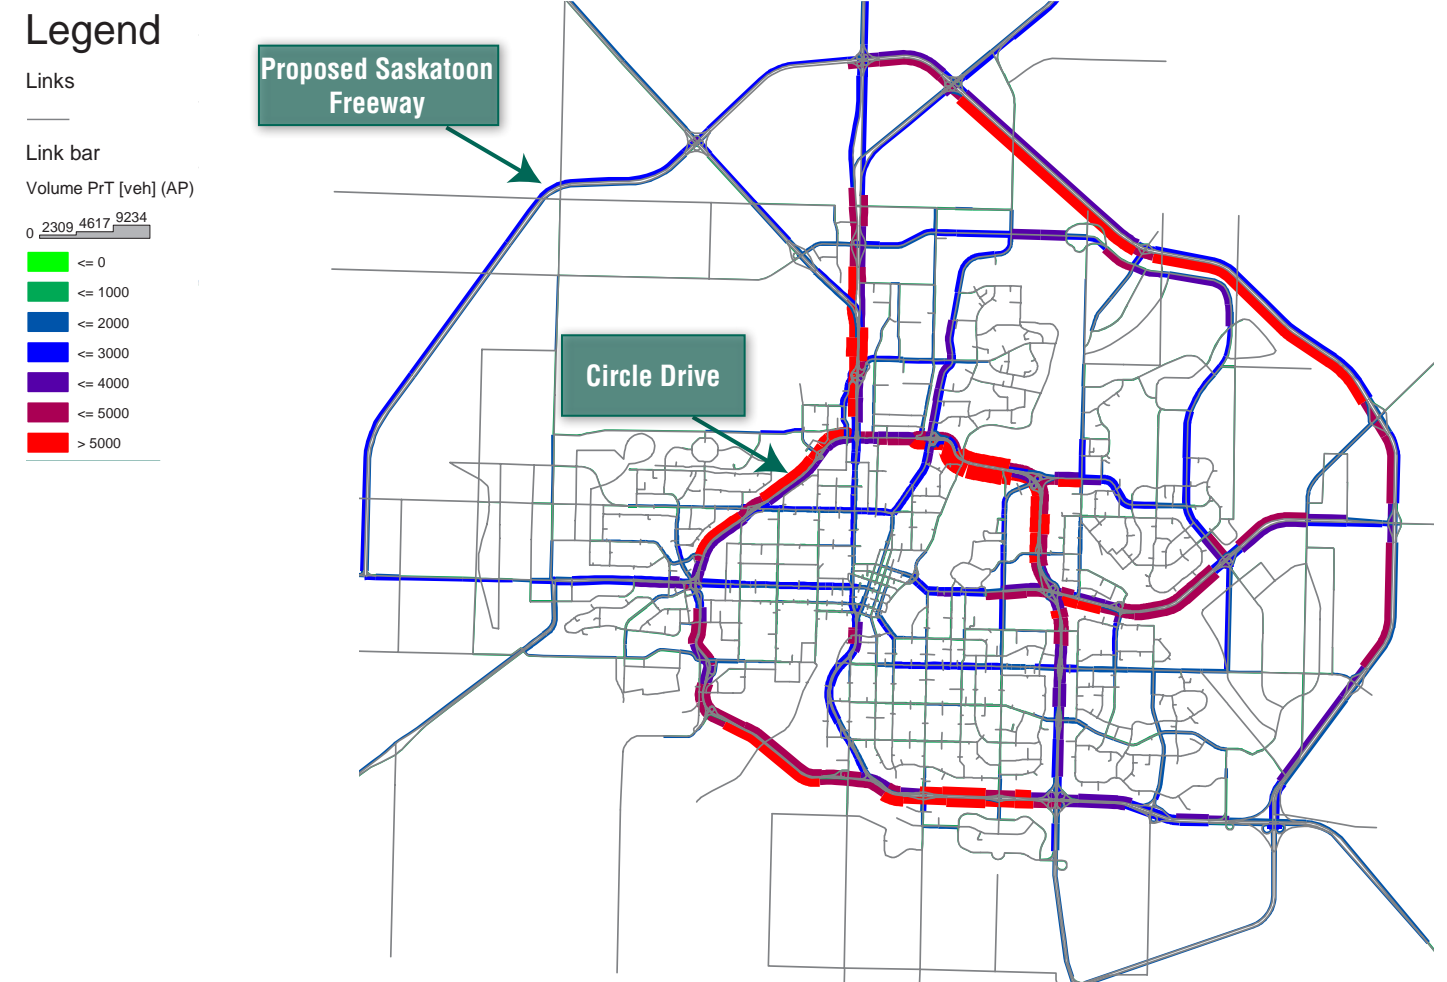 Legend
Links
Link bar
Volume PrT [veh] (AP)
0 2309 4617 9234
<= 0
<= 1000
<= 2000
<= 3000
<= 4000
<= 5000
> 5000
Proposed Saskatoon
Freeway
Circle Drive